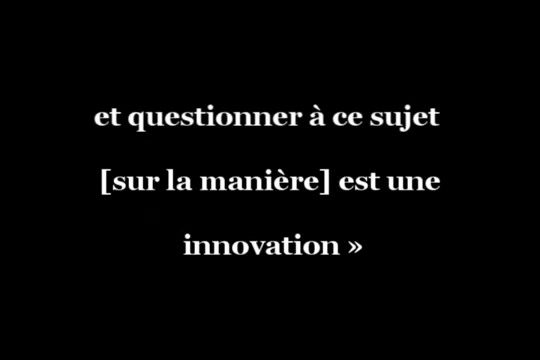 et questionner à ce sujet
[sur la manière] est une
innovation »